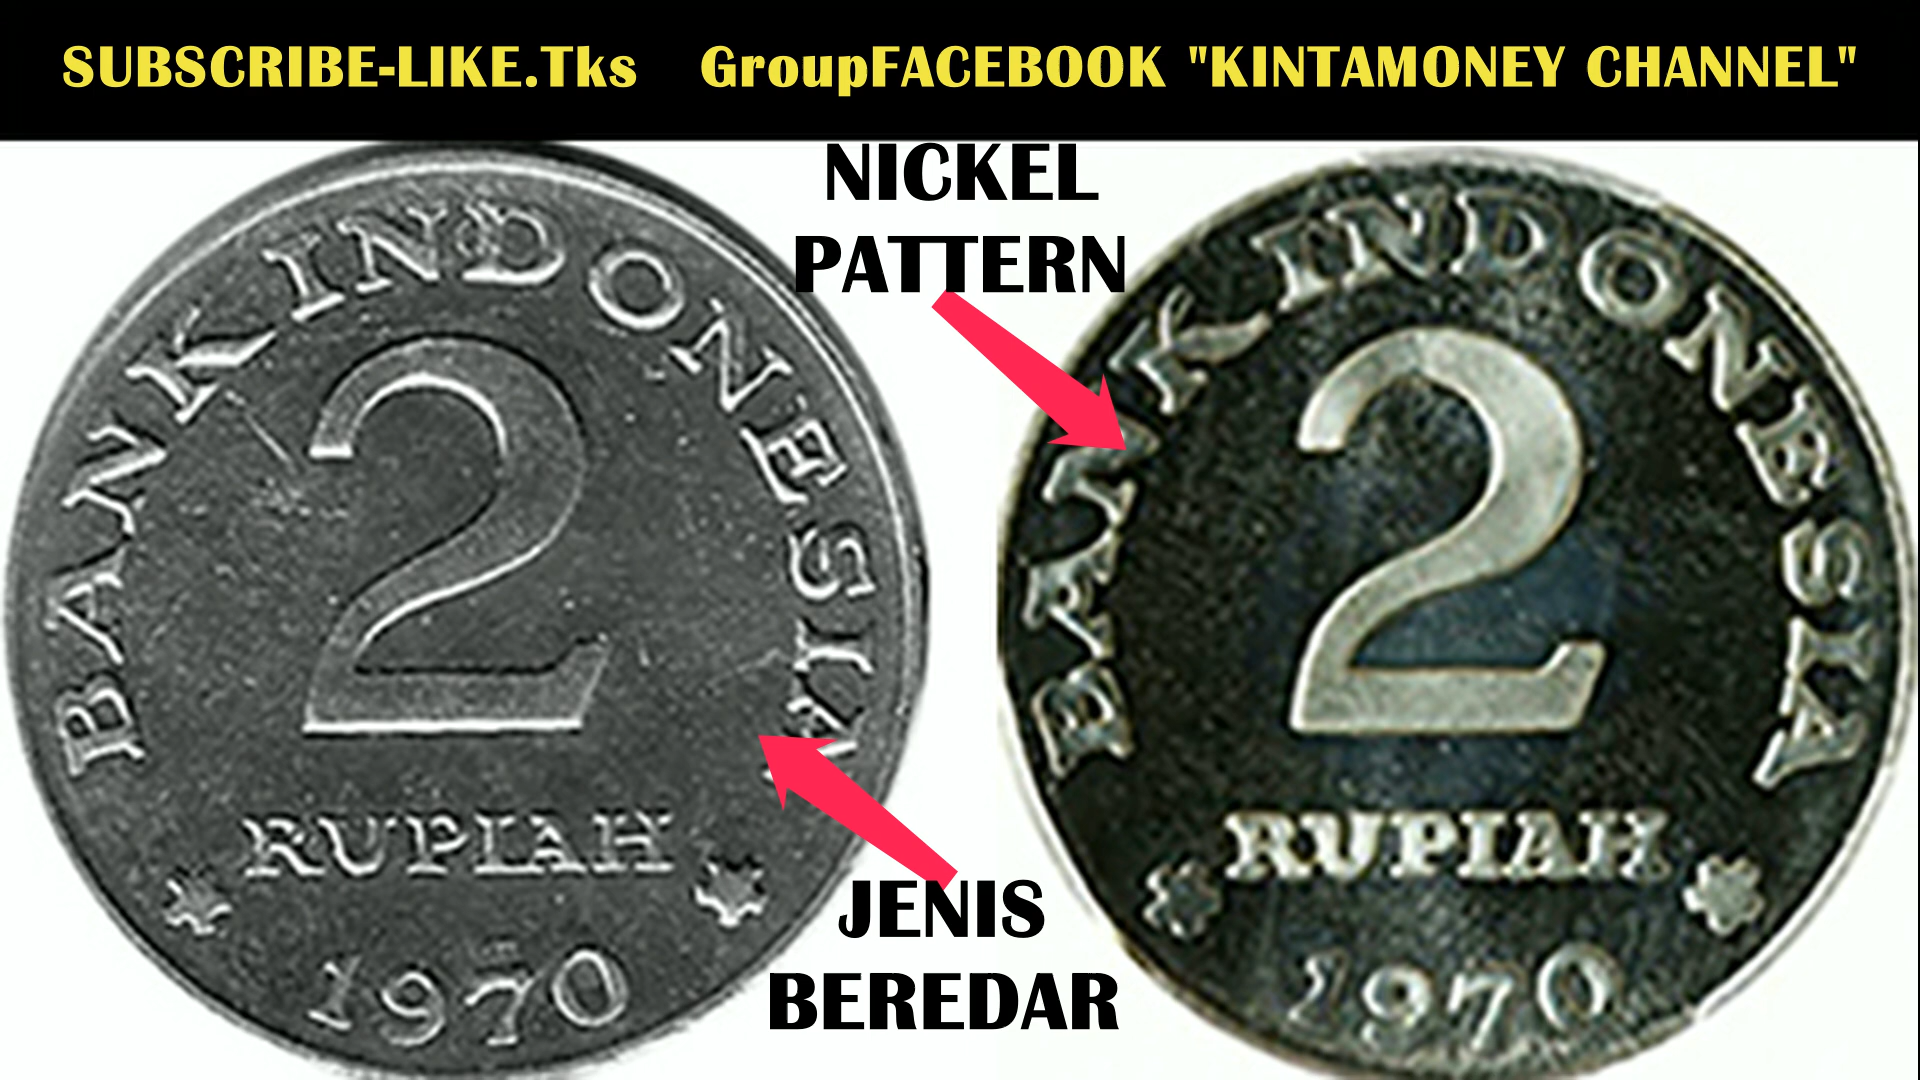 SUBSCRIBE-LIKE.Tks GroupFACEBOOK "KINTAMONEY CHANNEL"
NICKEL
PATTERN
BANK INDONESIA
2
RUPIAH
1970
BANK INDONESIA
2
RUPIAH
1970
JENIS
BEREDAR